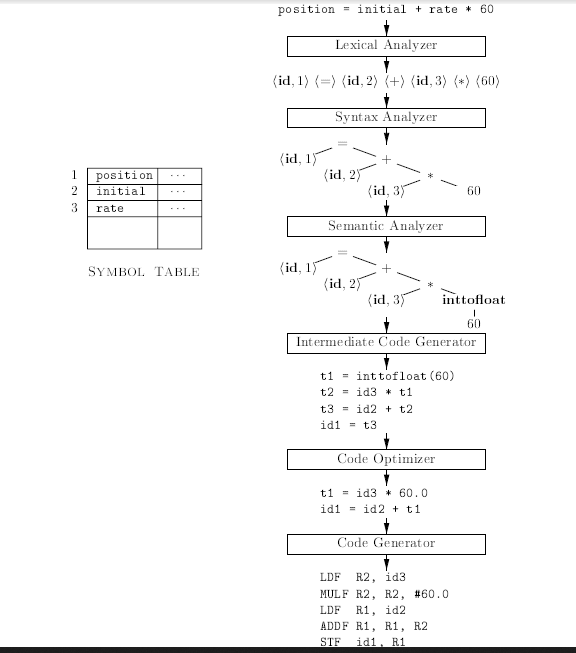 position = initial + rate * 60
Lexical Analyzer
⟨id, 1⟩ ⟨=⟩ ⟨id, 2⟩ ⟨+⟩ ⟨id, 3⟩ ⟨*⟩ ⟨60⟩
Syntax Analyzer
=
⟨id, 1⟩ +
⟨id, 2⟩ *
⟨id, 3⟩ 60
1 position ···
2 initial ···
3 rate ···
SYMBOL TABLE
Semantic Analyzer
=
⟨id, 1⟩ +
⟨id, 2⟩ *
⟨id, 3⟩ inttofloat
60
Intermediate Code Generator
t1 = inttofloat(60)
t2 = id3 * t1
t3 = id2 + t2
id1 = t3
Code Optimizer
t1 = id3 * 60.0
id1 = id2 + t1
Code Generator
LDF R2, id3
MULF R2, R2, #60.0
LDF R1, id2
ADDF R1, R1, R2
STF id1, R1